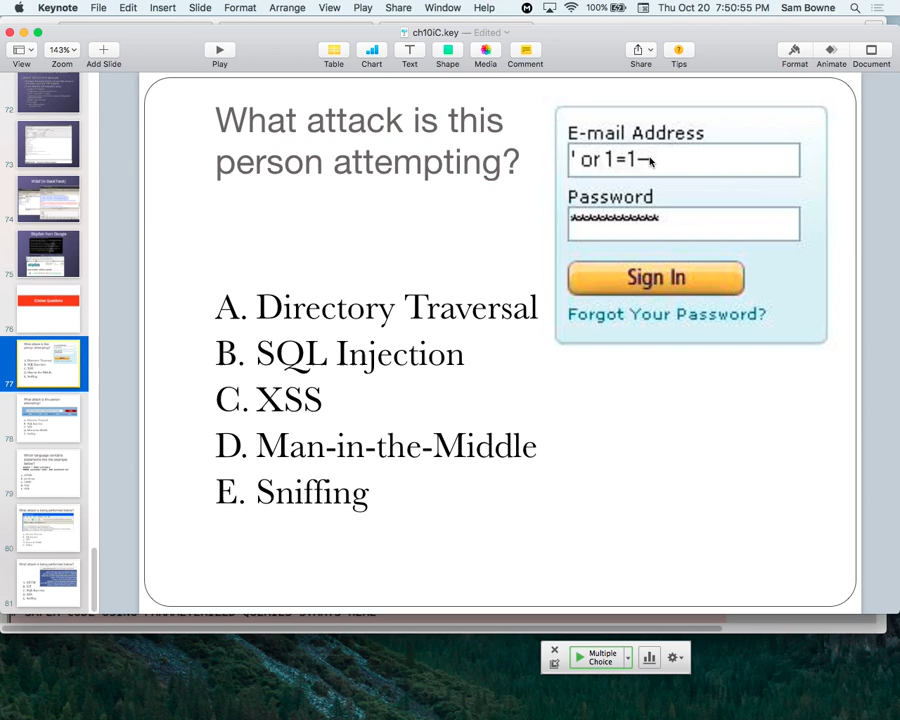 Keynote File Edit Insert Slide Format Arrange View Play Share Window Help 100% Thu Oct 20 7:50:55 PM Sam Bowne
ch10iC.key — Edited
143%
View Zoom Add Slide Play Table Chart Text Shape Media Comment Share Tips Format Animate Document
What attack is this
person attempting?
E-mail Address
' or 1=1--
Password
************
Sign In
Forgot Your Password?
A. Directory Traversal
B. SQL Injection
C. XSS
D. Man-in-the-Middle
E. Sniffing
72
73
74
75
76
77
78
79
80
81
Multiple
Choice